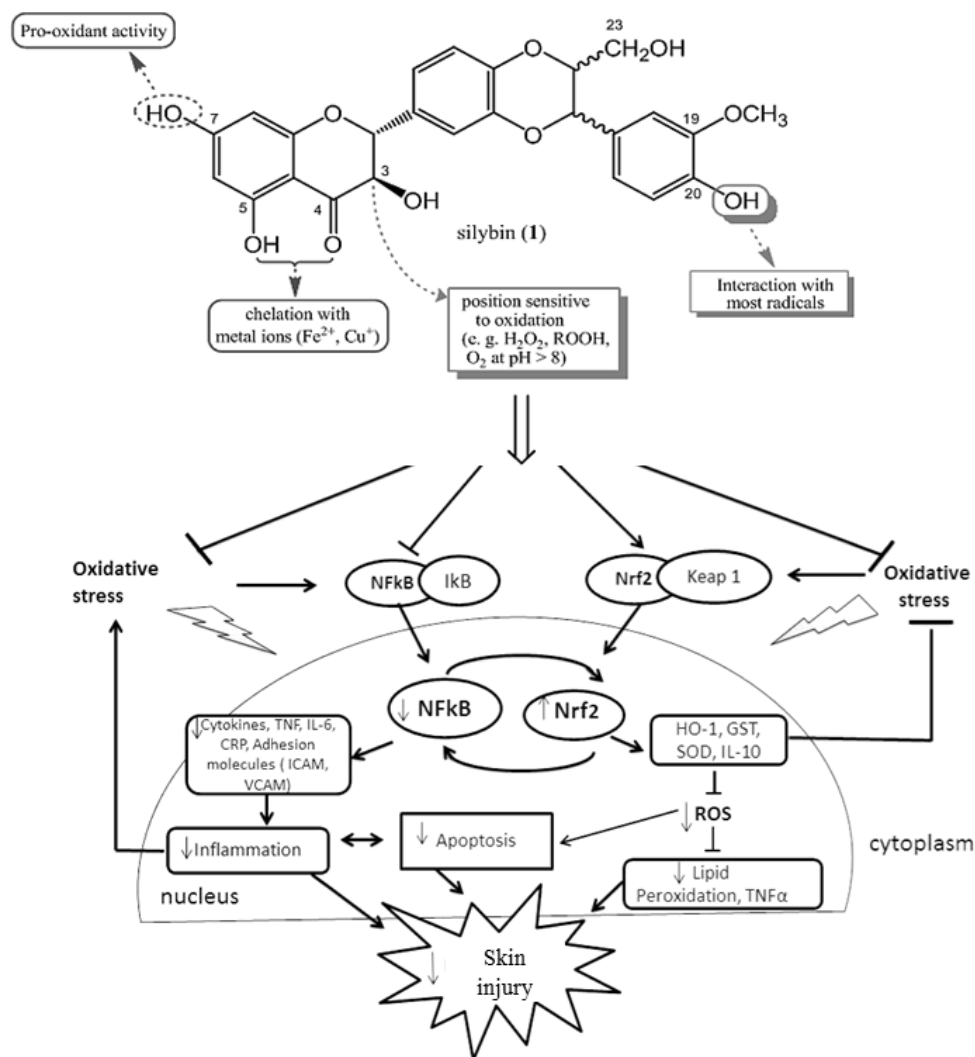 Pro-oxidant activity
23
CH₂OH
O
HO
7
O
O
19
OCH₃
3
OH
20
OH
5
4
OH
O
silybin (1)
chelation with
metal ions (Fe²⁺, Cu⁺)
position sensitive
to oxidation
(e. g. H₂O₂, ROOH,
O₂ at pH > 8)
Interaction with
most radicals
Oxidative
stress
NFkB
IkB
Nrf2
Keap 1
Oxidative
stress
↓ NFkB
↑ Nrf2
↓Cytokines, TNF, IL-6,
CRP, Adhesion
molecules ( ICAM,
VCAM)
HO-1, GST,
SOD, IL-10
↓ ROS
↓Inflammation
↓ Apoptosis
↓ Lipid
Peroxidation, TNFα
cytoplasm
nucleus
↓ Skin
injury